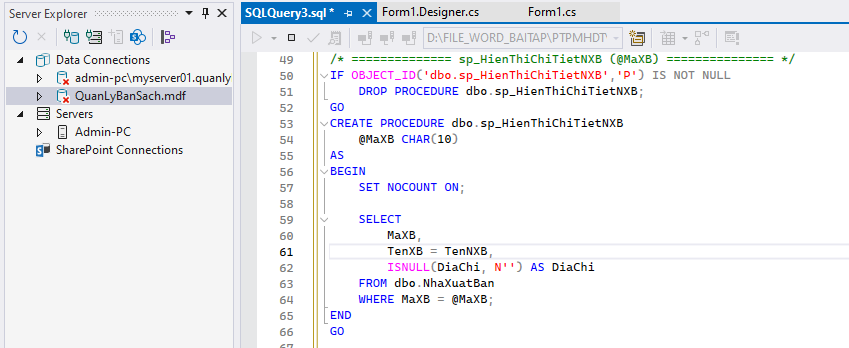 Server Explorer
Data Connections
admin-pc\myserver01.quanly
QuanLyBanSach.mdf
Servers
Admin-PC
SharePoint Connections
SQLQuery3.sql *
Form1.Designer.cs
Form1.cs
D:\FILE_WORD_BAITAP\PTPMHDT\
49 /* ============== sp_HienThiChiTietNXB (@MaXB) =============== */
50 IF OBJECT_ID('dbo.sp_HienThiChiTietNXB','P') IS NOT NULL
51 DROP PROCEDURE dbo.sp_HienThiChiTietNXB;
52 GO
53 CREATE PROCEDURE dbo.sp_HienThiChiTietNXB
54 @MaXB CHAR(10)
55 AS
56 BEGIN
57 SET NOCOUNT ON;
58
59 SELECT
60 MaXB,
61 TenXB = TenNXB,
62 ISNULL(DiaChi, N'') AS DiaChi
63 FROM dbo.NhaXuatBan
64 WHERE MaXB = @MaXB;
65 END
66 GO
67